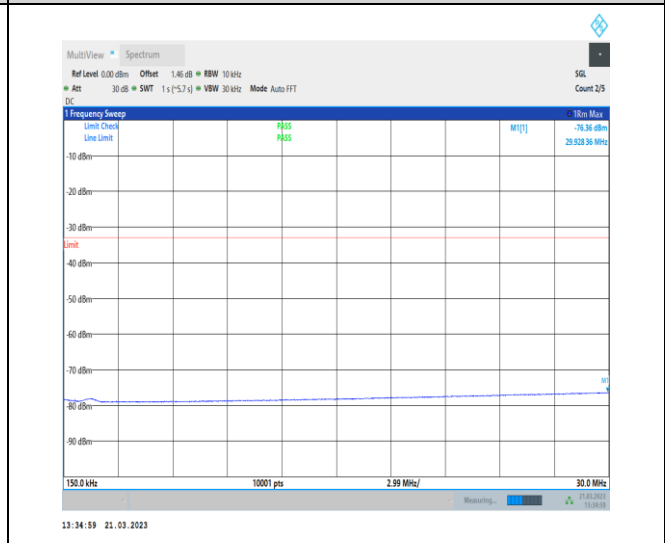 MultiView Spectrum
Ref Level 0.00 dBm Offset 1.46 dB RBW 10 kHz SGL
Att 30 dB SWT 1 s (~5.7 s) VBW 30 kHz Mode Auto FFT Count 2/5
DC
1 Frequency Sweep 1Rm Max
Limit Check PASS M1[1] -76.36 dBm
Line Limit PASS 29.928 36 MHz
-10 dBm
-20 dBm
-30 dBm
Limit
-40 dBm
-50 dBm
-60 dBm
-70 dBm
M1
-80 dBm
-90 dBm
150.0 kHz 10001 pts 2.99 MHz/ 30.0 MHz
Measuring... 21.03.2023
13:34:59
13:34:59 21.03.2023